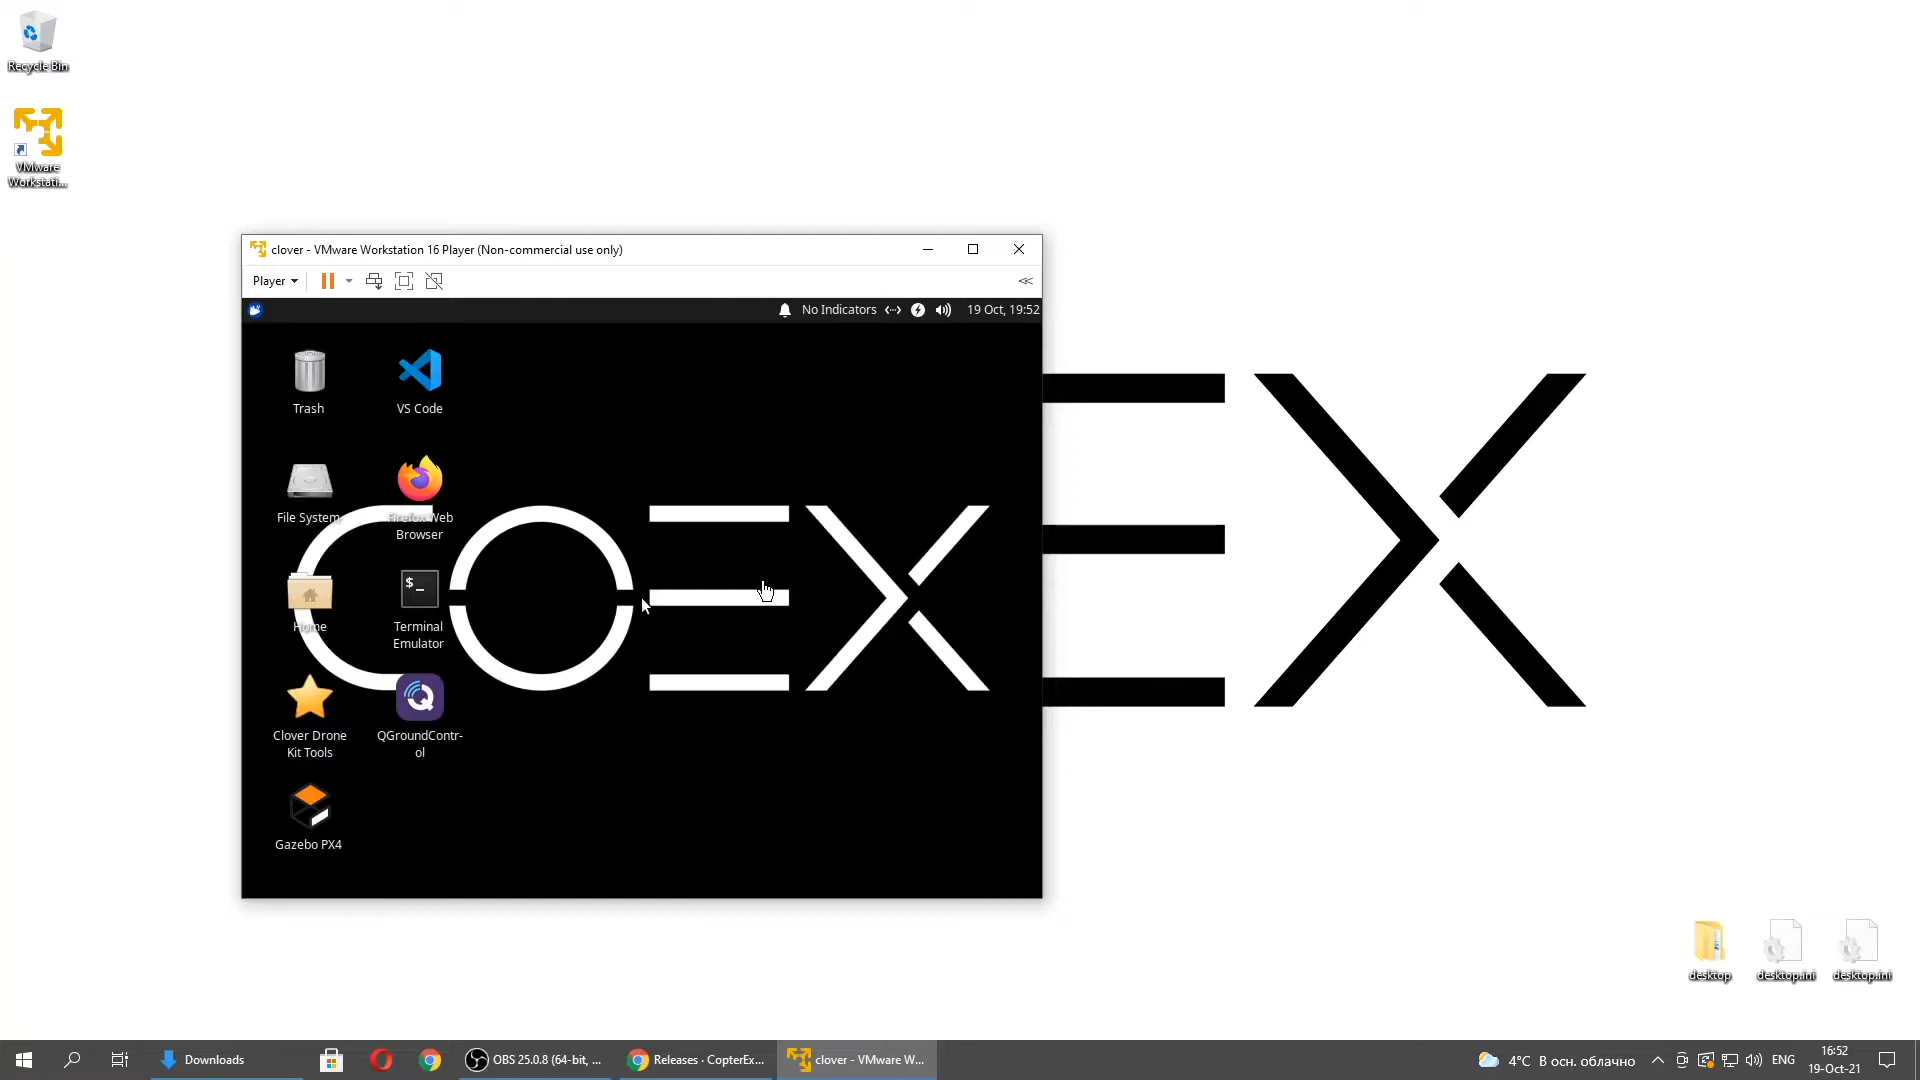 Recycle Bin
VMware
Workstati...
clover - VMware Workstation 16 Player (Non-commercial use only)
Player
No Indicators
19 Oct, 19:52
Trash
VS Code
File System
Firefox Web
Browser
Home
Terminal
Emulator
$_
COEX
EX
Clover Drone
Kit Tools
QGroundContr-
ol
Gazebo PX4
desktop
desktop.ini
desktop.ini
Downloads
OBS 25.0.8 (64-bit, ...
Releases · CopterEx...
clover - VMware W...
4°C В осн. облачно
ENG
16:52
19-Oct-21